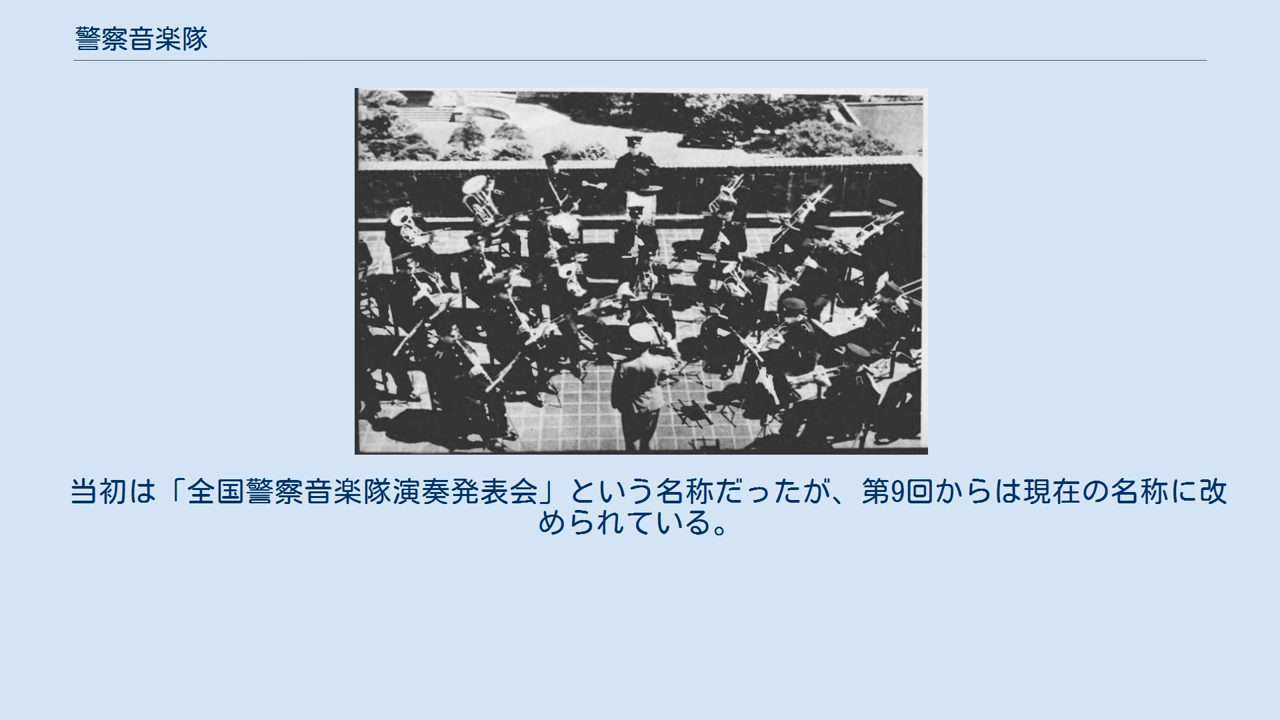 警察音楽隊
当初は「全国警察音楽隊演奏発表会」という名称だったが、第9回からは現在の名称に改
められている。